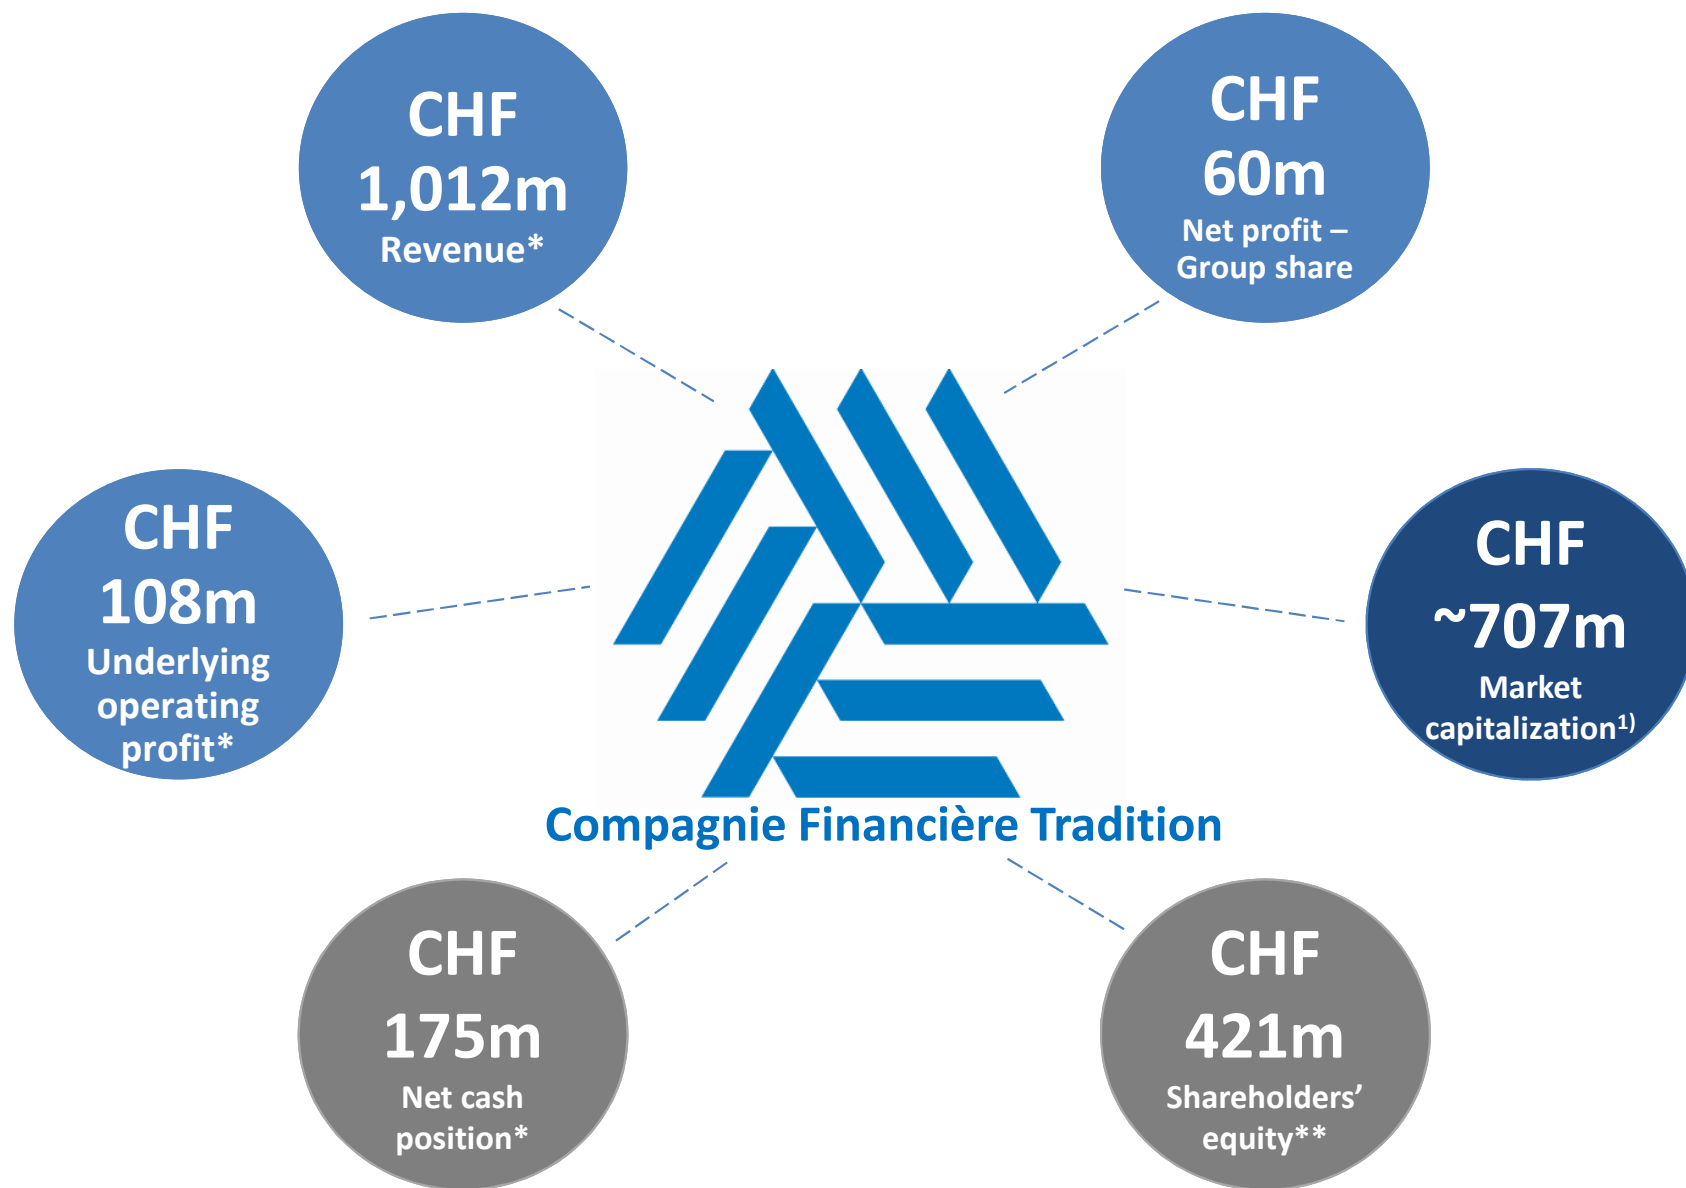 CHF
1,012m
Revenue*
CHF
60m
Net profit –
Group share
CHF
108m
Underlying
operating
profit*
CHF
~707m
Market
capitalization¹⁾
Compagnie Financière Tradition
CHF
175m
Net cash
position*
CHF
421m
Shareholders’
equity**